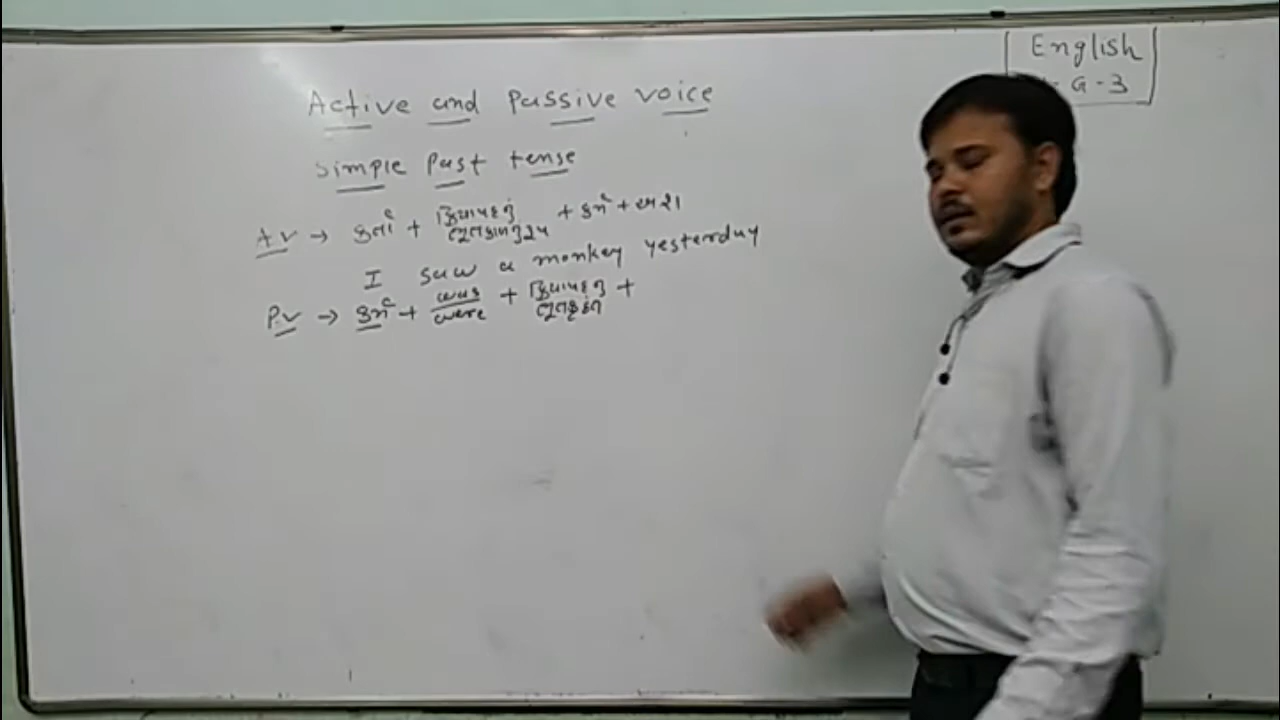 English
G-3
Active and Passive voice
Simple Past tense
A.V → કર્તા + ક્રિયાપદનું ભૂતકાળનું રૂપ + કર્મ + અ.શ.
I saw a monkey yesterday
P.V → કર્મ + was/were + ક્રિયાપદનું ભૂતકૃદંત +